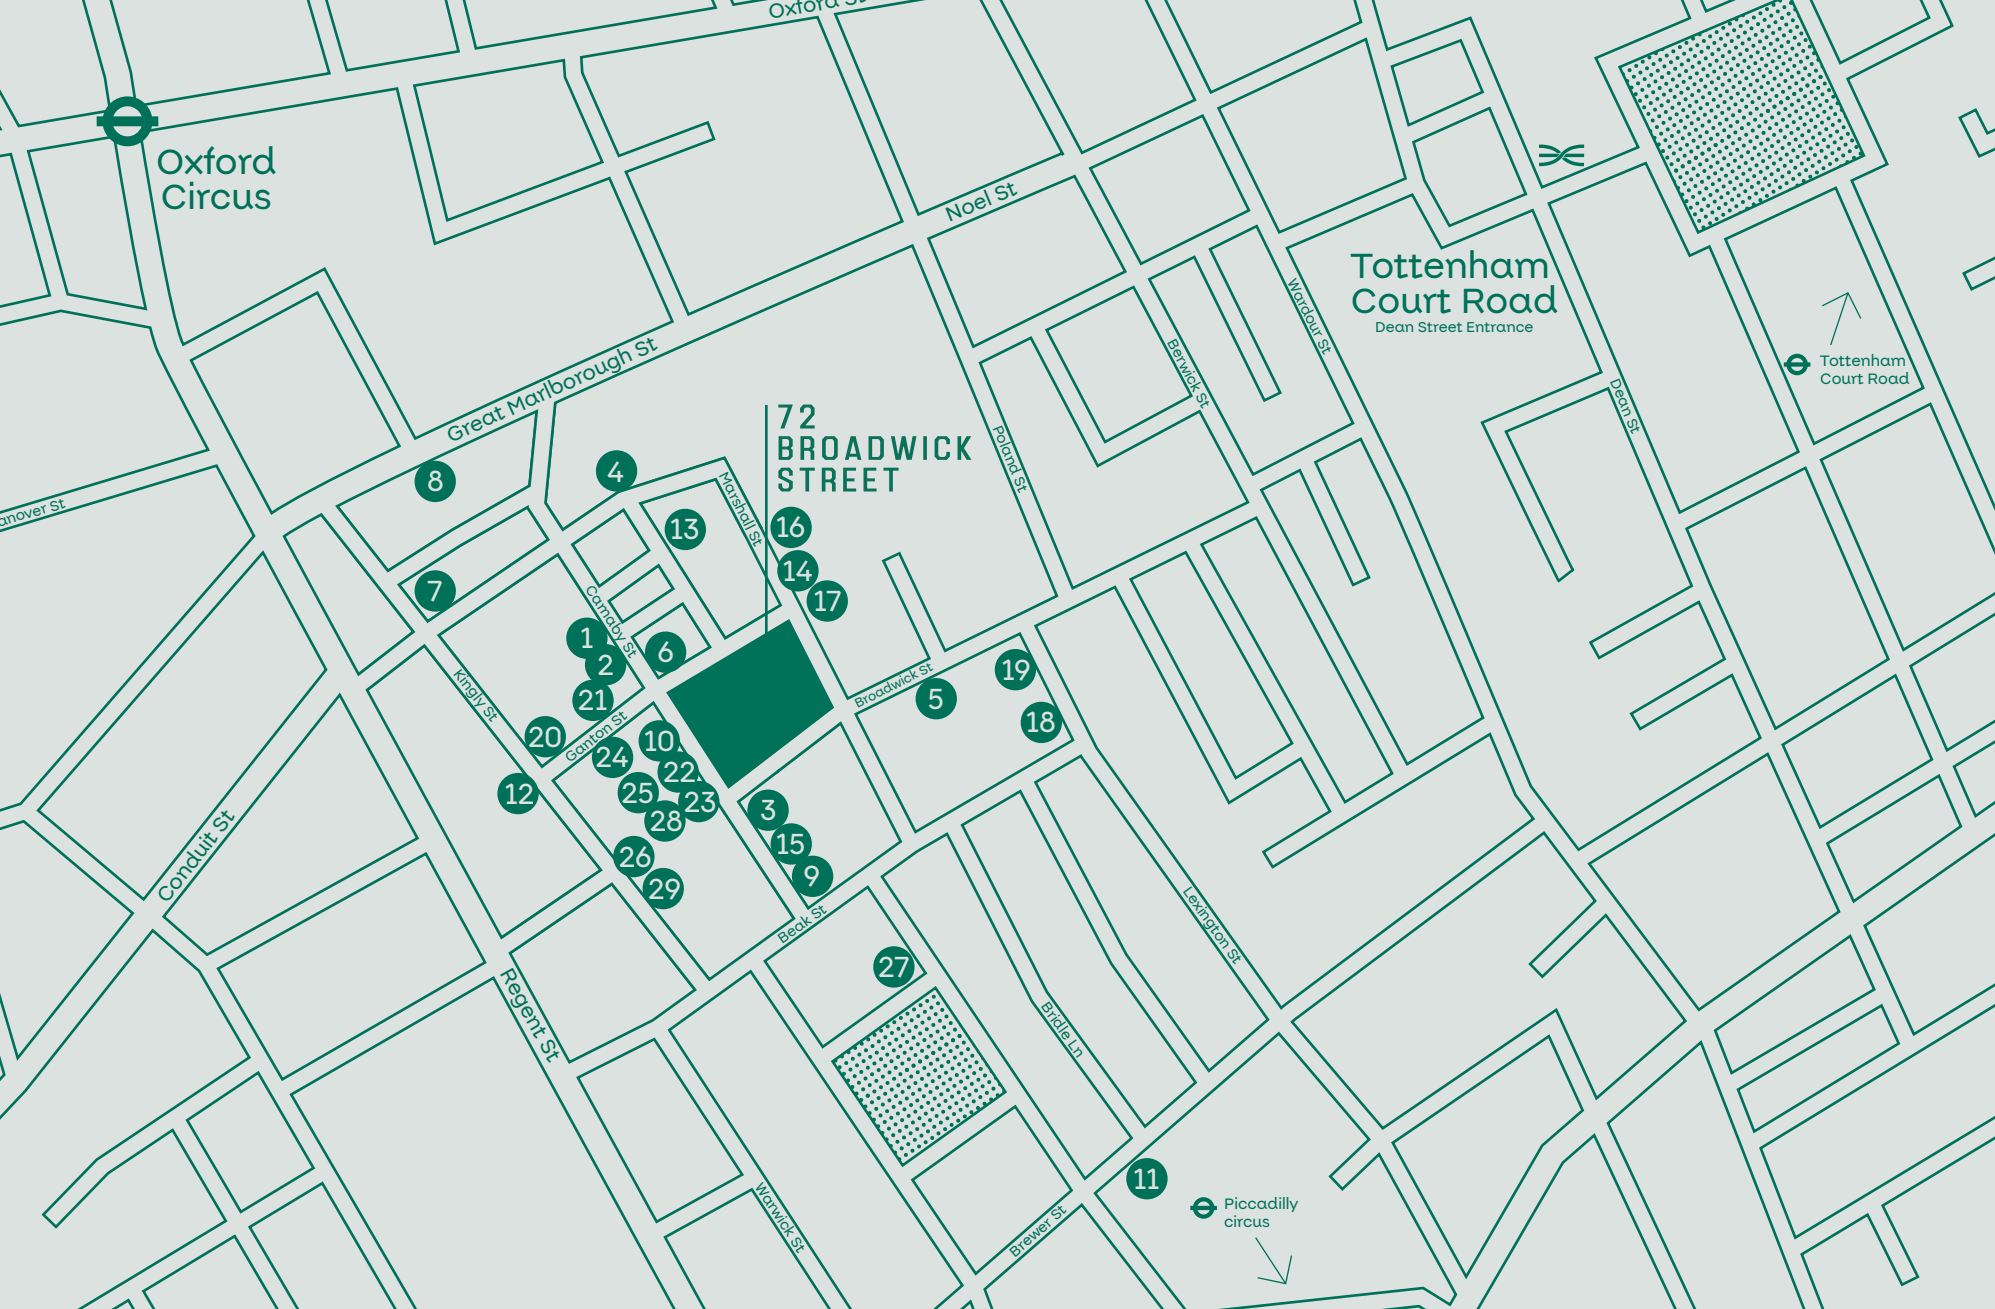 Oxford St
Oxford
Circus
Noel St
Tottenham
Court Road
Dean Street Entrance
Wardour St
Berwick St
Tottenham
Court Road
Dean St
Great Marlborough St
72
BROADWICK
STREET
Poland St
anover St
8
4
Marshall St
13
16
14
17
7
Carnaby St
1
2
6
21
Kingly St
20
Ganton St
Broadwick St
19
5
18
10
24
22
12
25
23
28
3
15
26
29
9
Conduit St
Beak St
Lexington St
27
Regent St
Bridle Ln
11
Piccadilly
circus
Warwick St
Brewer St